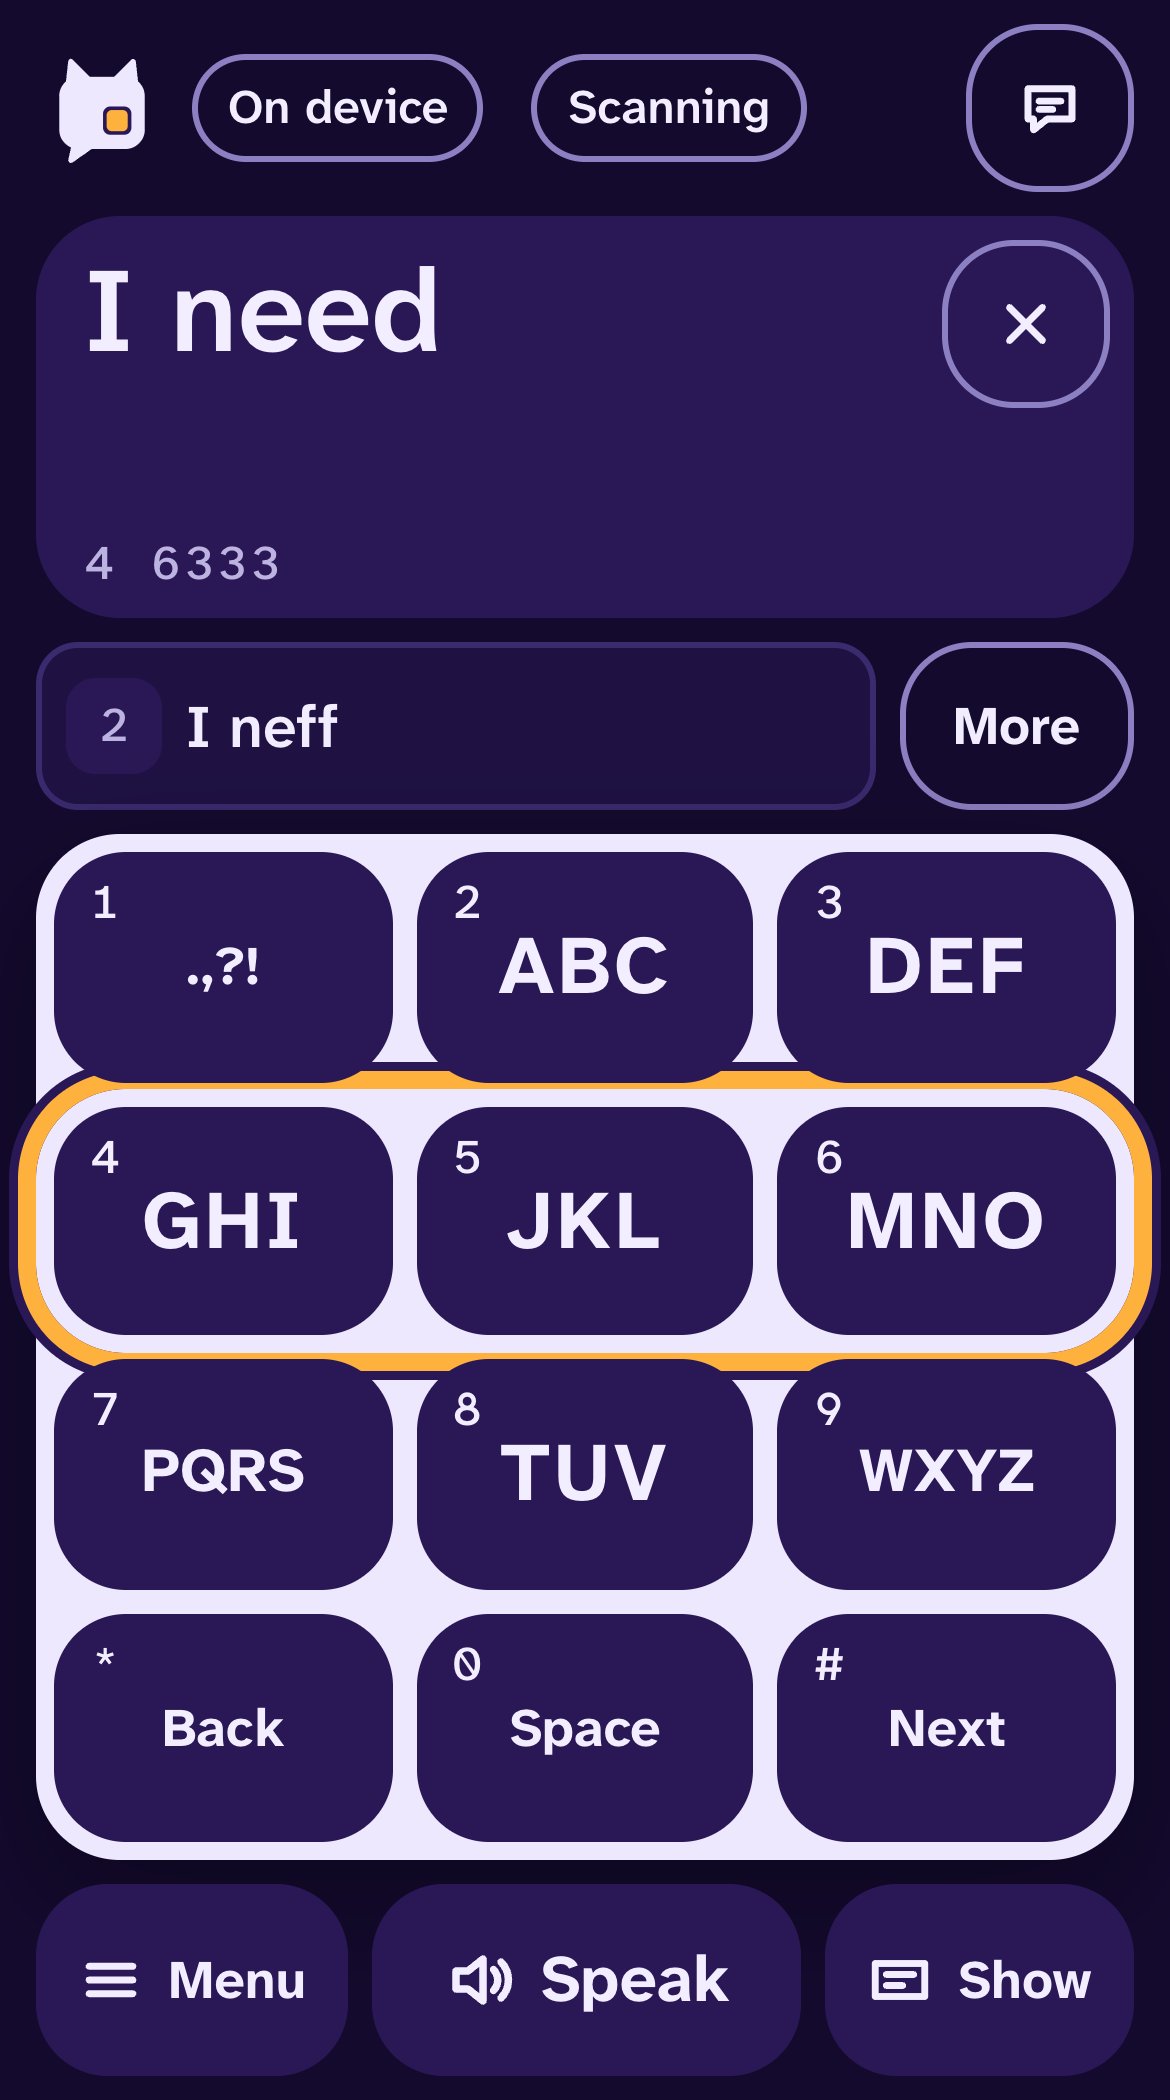 On device Scanning
I need
4 6333
2 I neff More
1 2 3
.,?! ABC DEF
4 5 6
GHI JKL MNO
7 8 9
PQRS TUV WXYZ
* 0 #
Back Space Next
Menu Speak Show